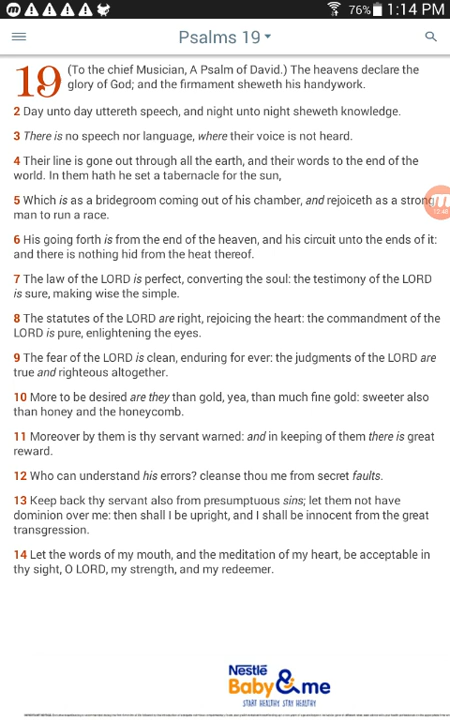 76% 1:14 PM
Psalms 19
19 (To the chief Musician, A Psalm of David.) The heavens declare the
glory of God; and the firmament sheweth his handywork.
2 Day unto day uttereth speech, and night unto night sheweth knowledge.
3 There is no speech nor language, where their voice is not heard.
4 Their line is gone out through all the earth, and their words to the end of the
world. In them hath he set a tabernacle for the sun,
5 Which is as a bridegroom coming out of his chamber, and rejoiceth as a strong
man to run a race.
6 His going forth is from the end of the heaven, and his circuit unto the ends of it:
and there is nothing hid from the heat thereof.
7 The law of the LORD is perfect, converting the soul: the testimony of the LORD
is sure, making wise the simple.
8 The statutes of the LORD are right, rejoicing the heart: the commandment of the
LORD is pure, enlightening the eyes.
9 The fear of the LORD is clean, enduring for ever: the judgments of the LORD are
true and righteous altogether.
10 More to be desired are they than gold, yea, than much fine gold: sweeter also
than honey and the honeycomb.
11 Moreover by them is thy servant warned: and in keeping of them there is great
reward.
12 Who can understand his errors? cleanse thou me from secret faults.
13 Keep back thy servant also from presumptuous sins; let them not have
dominion over me: then shall I be upright, and I shall be innocent from the great
transgression.
14 Let the words of my mouth, and the meditation of my heart, be acceptable in
thy sight, O LORD, my strength, and my redeemer.
Nestlé
Baby & me
START HEALTHY STAY HEALTHY